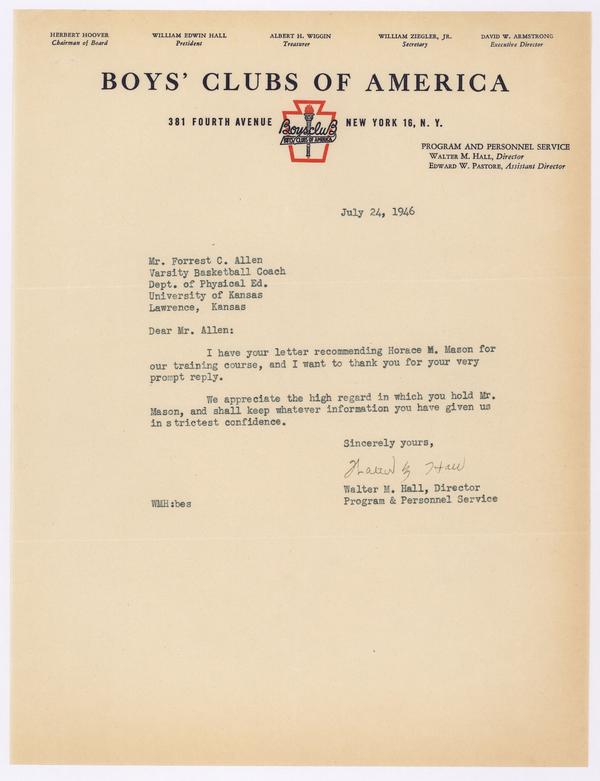 HERBERT HOOVER
Chairman of Board
WILLIAM EDWIN HALL
President
ALBERT H. WIGGIN
Treasurer
WILLIAM ZIEGLER, JR.
Secretary
DAVID W. ARMSTRONG
Executive Director
BOYS' CLUBS OF AMERICA
381 FOURTH AVENUE
Boys club
BOYS' CLUBS OF AMERICA
NEW YORK 16, N. Y.
PROGRAM AND PERSONNEL SERVICE
WALTER M. HALL, Director
EDWARD W. PASTORE, Assistant Director
July 24, 1946
Mr. Forrest C. Allen
Varsity Basketball Coach
Dept. of Physical Ed.
University of Kansas
Lawrence, Kansas
Dear Mr. Allen:
I have your letter recommending Horace M. Mason for
our training course, and I want to thank you for your very
prompt reply.
We appreciate the high regard in which you hold Mr.
Mason, and shall keep whatever information you have given us
in strictest confidence.
Sincerely yours,
Walter M. Hall
Walter M. Hall, Director
Program & Personnel Service
WMH:bes